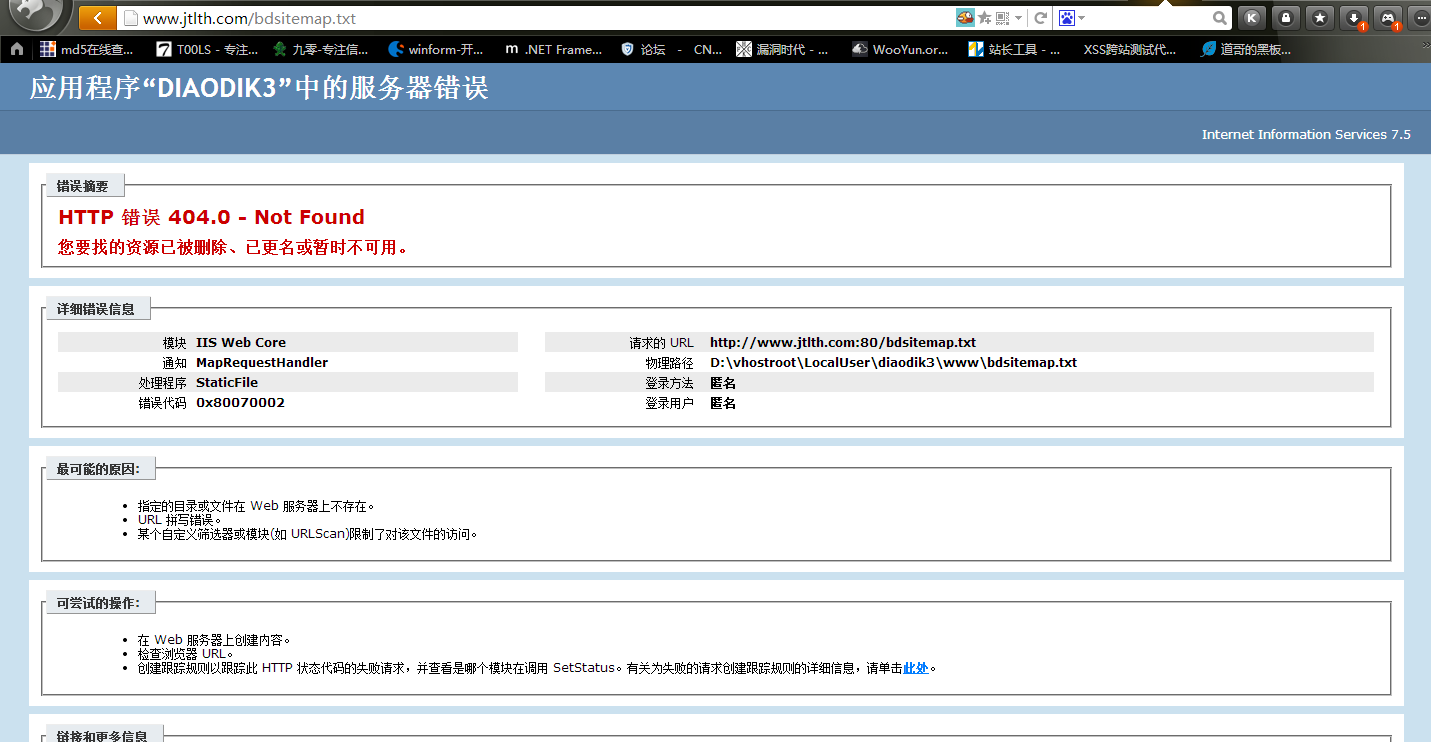 www.jtlth.com/bdsitemap.txt
K
1
1
md5在线查...
T00LS - 专注...
九零-专注信...
winform-开...
m .NET Frame...
论坛 - CN...
漏洞时代 - ...
WooYun.or...
站长工具 - ...
XSS跨站测试代...
道哥的黑板...
应用程序“DIAODIK3”中的服务器错误
Internet Information Services 7.5
错误摘要
HTTP 错误 404.0 - Not Found
您要找的资源已被删除、已更名或暂时不可用。
详细错误信息
模块 IIS Web Core
通知 MapRequestHandler
处理程序 StaticFile
错误代码 0x80070002
请求的 URL http://www.jtlth.com:80/bdsitemap.txt
物理路径 D:\vhostroot\LocalUser\diaodik3\www\bdsitemap.txt
登录方法 匿名
登录用户 匿名
最可能的原因:
指定的目录或文件在 Web 服务器上不存在。
URL 拼写错误。
某个自定义筛选器或模块(如 URLScan)限制了对该文件的访问。
可尝试的操作:
在 Web 服务器上创建内容。
检查浏览器 URL。
创建跟踪规则以跟踪此 HTTP 状态代码的失败请求，并查看是哪个模块在调用 SetStatus。有关为失败的请求创建跟踪规则的详细信息，请单击此处。
链接和更多信息